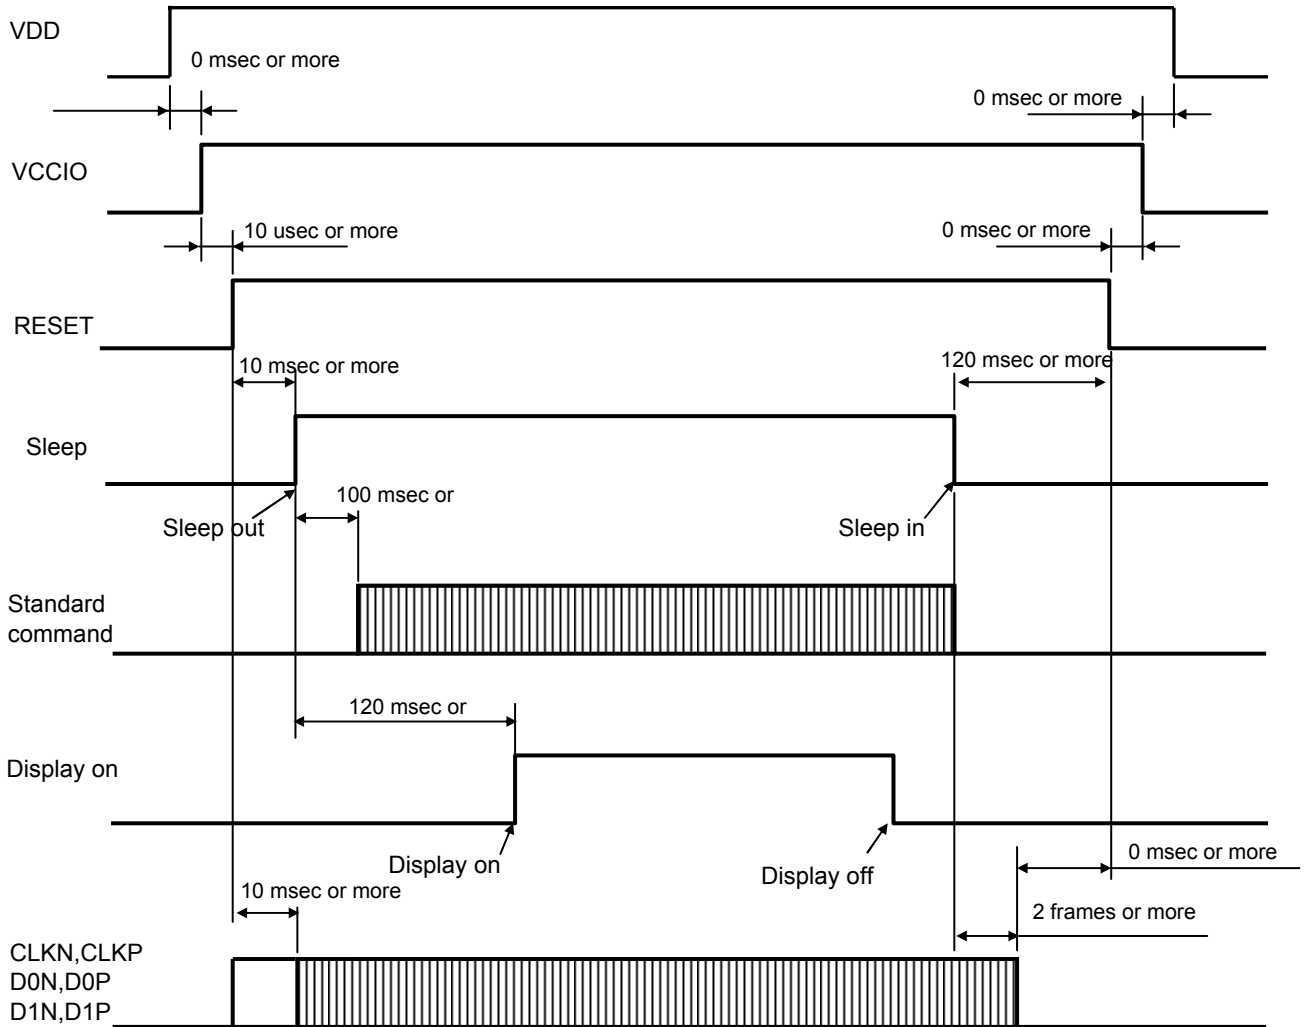 VDD
0 msec or more
0 msec or more
VCCIO
10 usec or more
0 msec or more
RESET
10 msec or more
120 msec or more
Sleep
100 msec or
Sleep out
Sleep in
Standard
command
120 msec or
Display on
Display on
Display off
0 msec or more
10 msec or more
2 frames or more
CLKN,CLKP
D0N,D0P
D1N,D1P